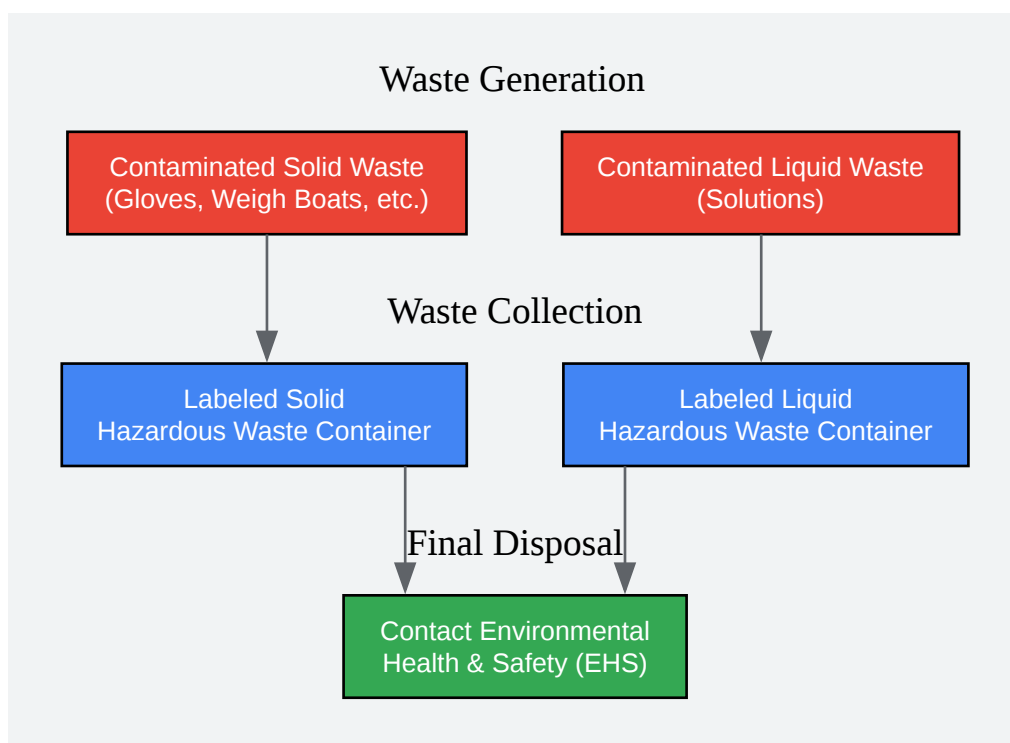 Waste Generation
Contaminated Solid Waste
(Gloves, Weigh Boats, etc.)
Contaminated Liquid Waste
(Solutions)
Waste Collection
Labeled Solid
Hazardous Waste Container
Labeled Liquid
Hazardous Waste Container
Final Disposal
Contact Environmental
Health & Safety (EHS)